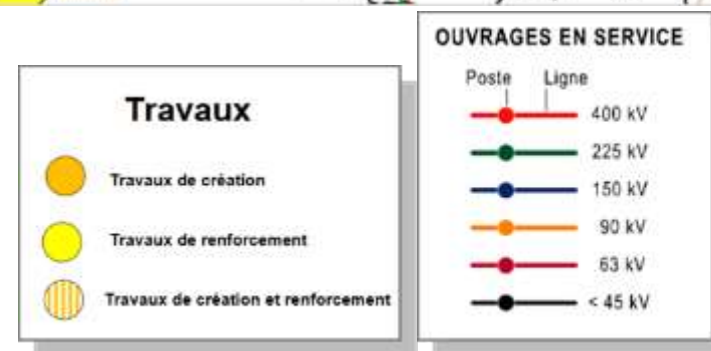 Travaux
Travaux de création
Travaux de renforcement
Travaux de création et renforcement
OUVRAGES EN SERVICE
Poste Ligne
400 kV
225 kV
150 kV
90 kV
63 kV
< 45 kV